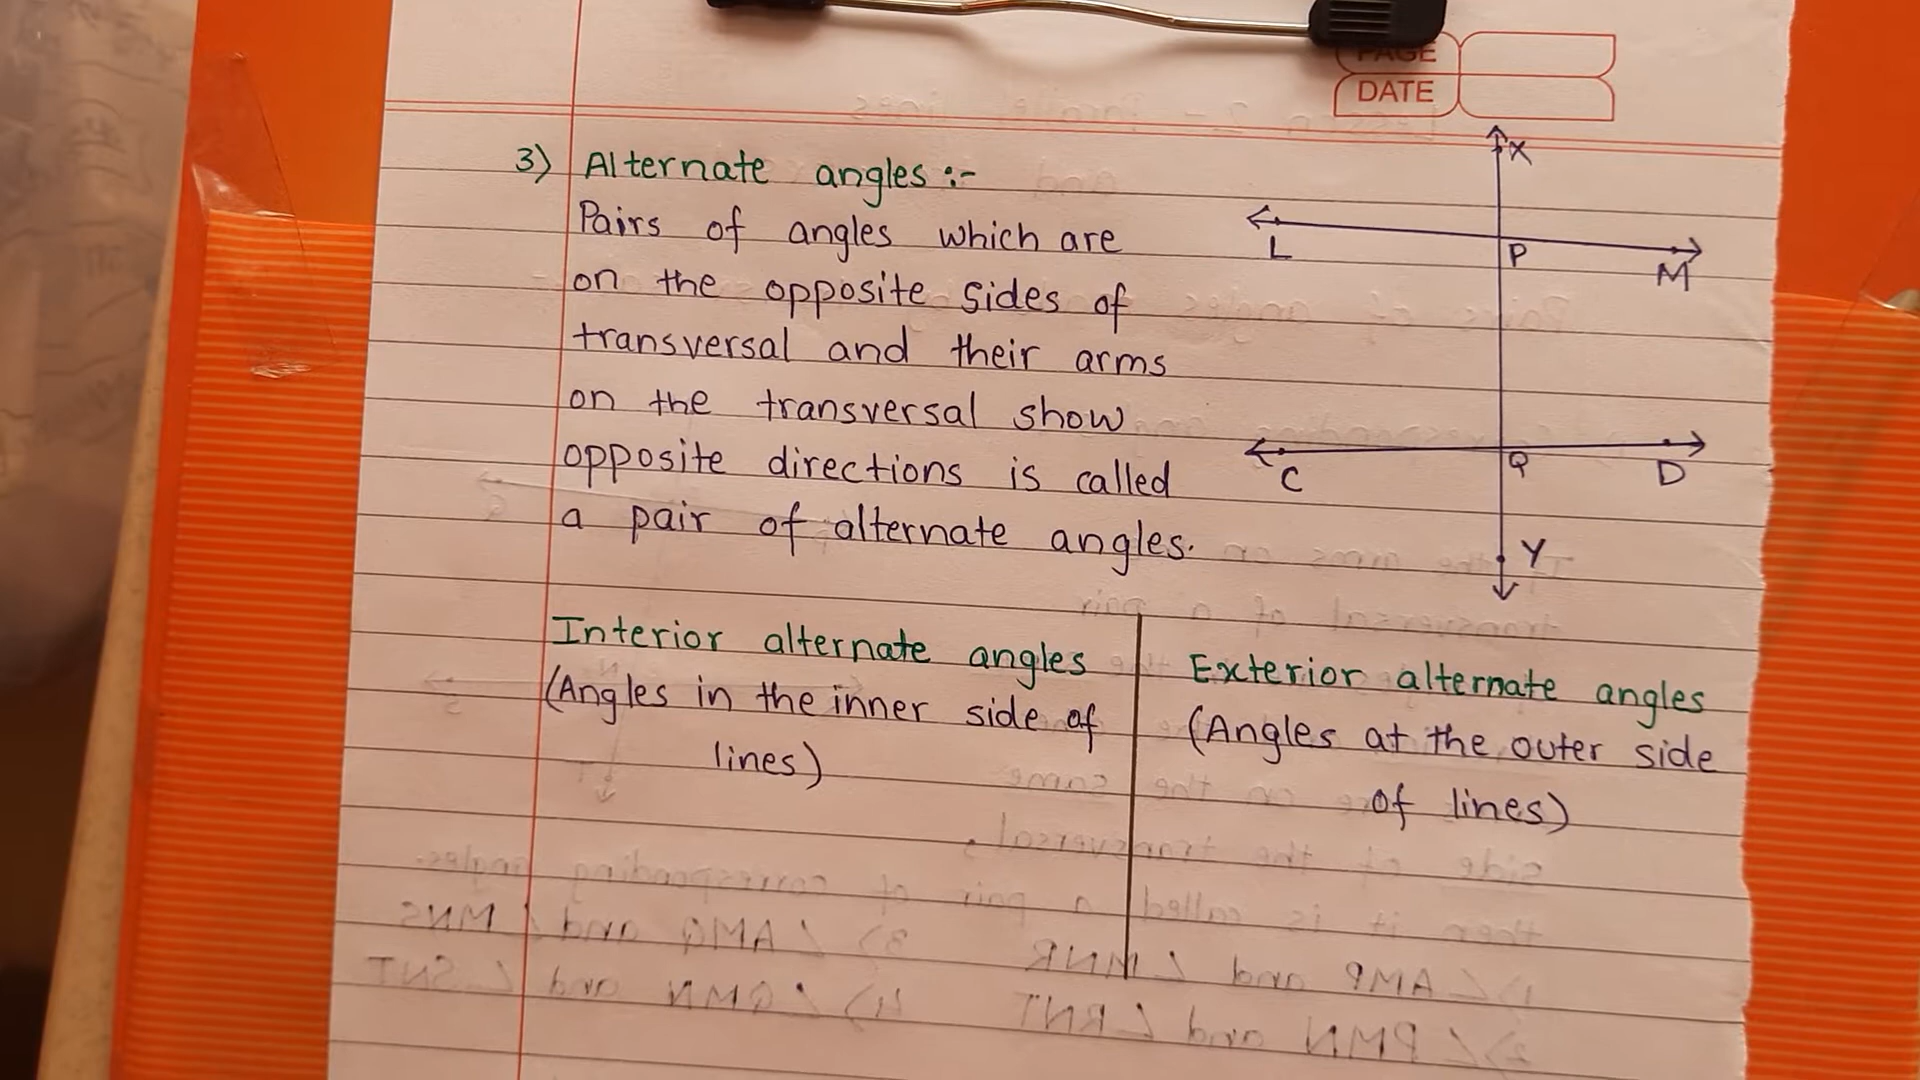 PAGE
DATE
3) Alternate angles :-
Pairs of angles which are
on the opposite sides of
transversal and their arms
on the transversal show
opposite directions is called
a pair of alternate angles.
X
L
P
M
C
Q
D
Y
Interior alternate angles
(Angles in the inner side of
lines)
Exterior alternate angles
(Angles at the outer side
of lines)